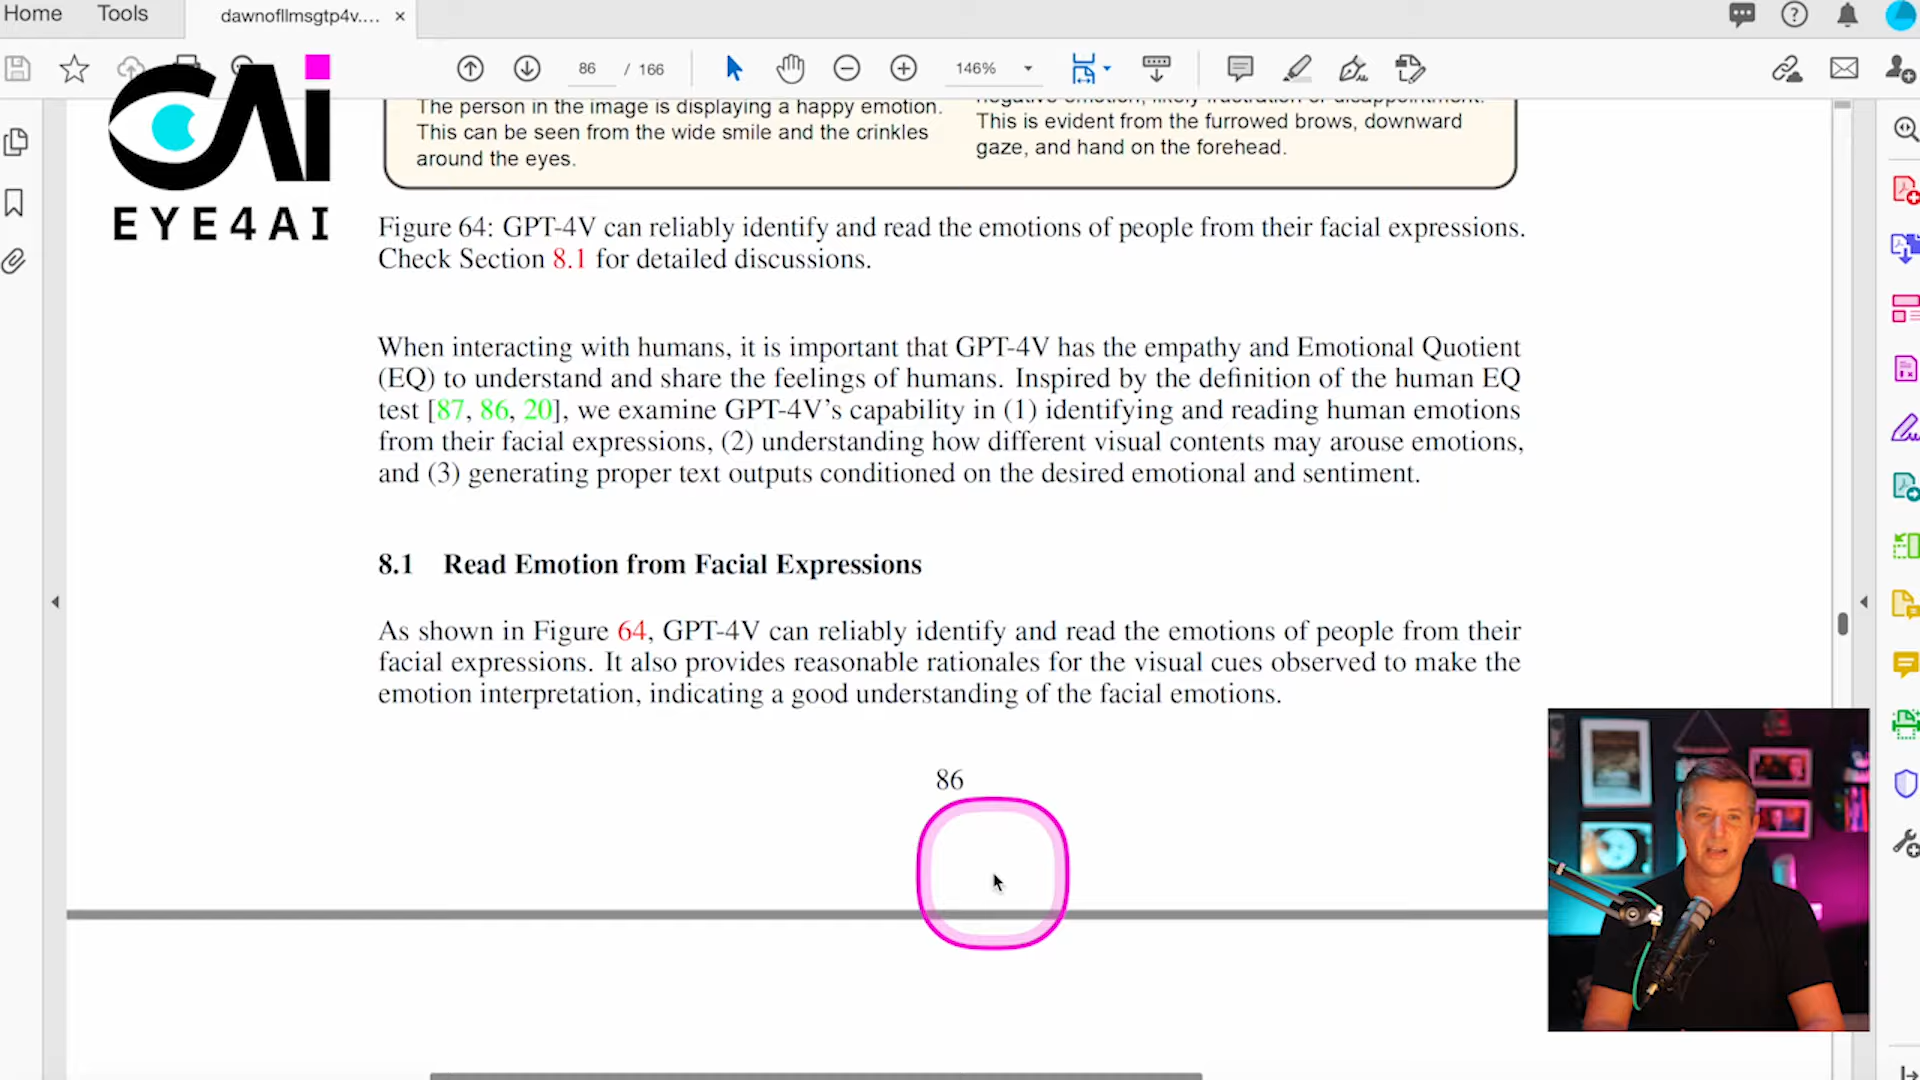 Home
Tools
dawnofllmsgtp4v....
86
/ 166
146%
EYE4AI
The person in the image is displaying a happy emotion.
This can be seen from the wide smile and the crinkles
around the eyes.
negative emotion, likely frustration or disappointment.
This is evident from the furrowed brows, downward
gaze, and hand on the forehead.
Figure 64: GPT-4V can reliably identify and read the emotions of people from their facial expressions.
Check Section 8.1 for detailed discussions.
When interacting with humans, it is important that GPT-4V has the empathy and Emotional Quotient
(EQ) to understand and share the feelings of humans. Inspired by the definition of the human EQ
test [87, 86, 20], we examine GPT-4V's capability in (1) identifying and reading human emotions
from their facial expressions, (2) understanding how different visual contents may arouse emotions,
and (3) generating proper text outputs conditioned on the desired emotional and sentiment.
8.1 Read Emotion from Facial Expressions
As shown in Figure 64, GPT-4V can reliably identify and read the emotions of people from their
facial expressions. It also provides reasonable rationales for the visual cues observed to make the
emotion interpretation, indicating a good understanding of the facial emotions.
86